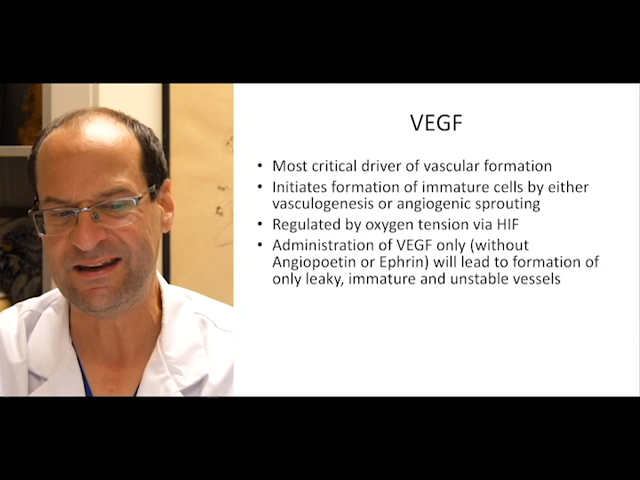 VEGF
• Most critical driver of vascular formation
• Initiates formation of immature cells by either
vasculogenesis or angiogenic sprouting
• Regulated by oxygen tension via HIF
• Administration of VEGF only (without
Angiopoetin or Ephrin) will lead to formation of
only leaky, immature and unstable vessels